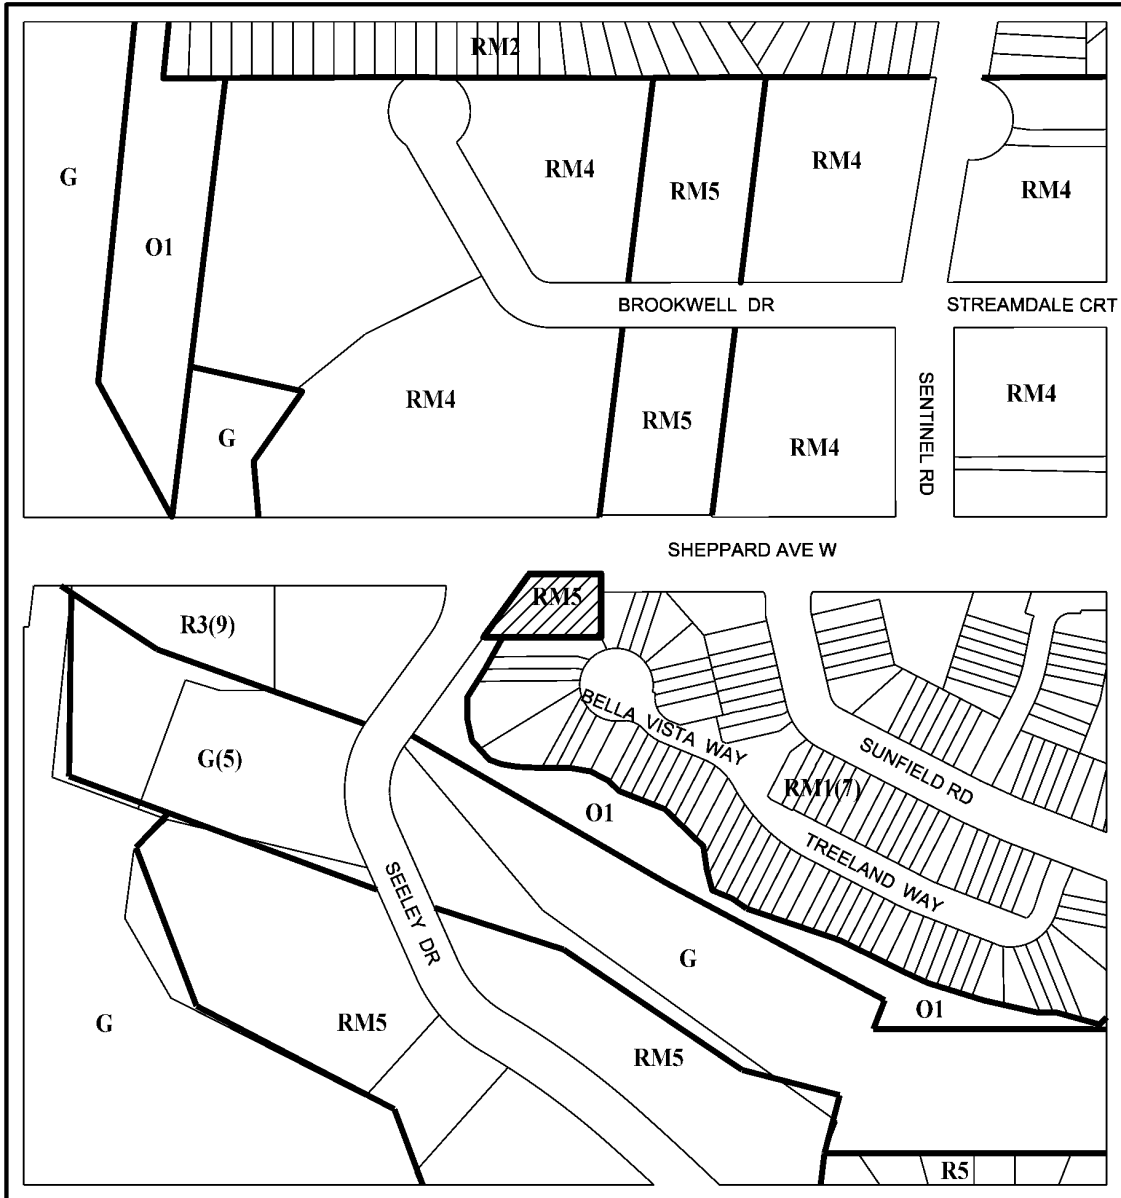 RM2
G
O1
RM4
RM5
RM4
RM4
BROOKWELL DR
STREAMDALE CRT
RM4
G
RM5
RM4
RM4
SENTINEL RD
SHEPPARD AVE W
R3(9)
RM5
G(5)
BELLA VISTA WAY
SUNFIELD RD
RM1(7)
O1
TREELAND WAY
SEELEY DR
G
G
RM5
RM5
O1
R5